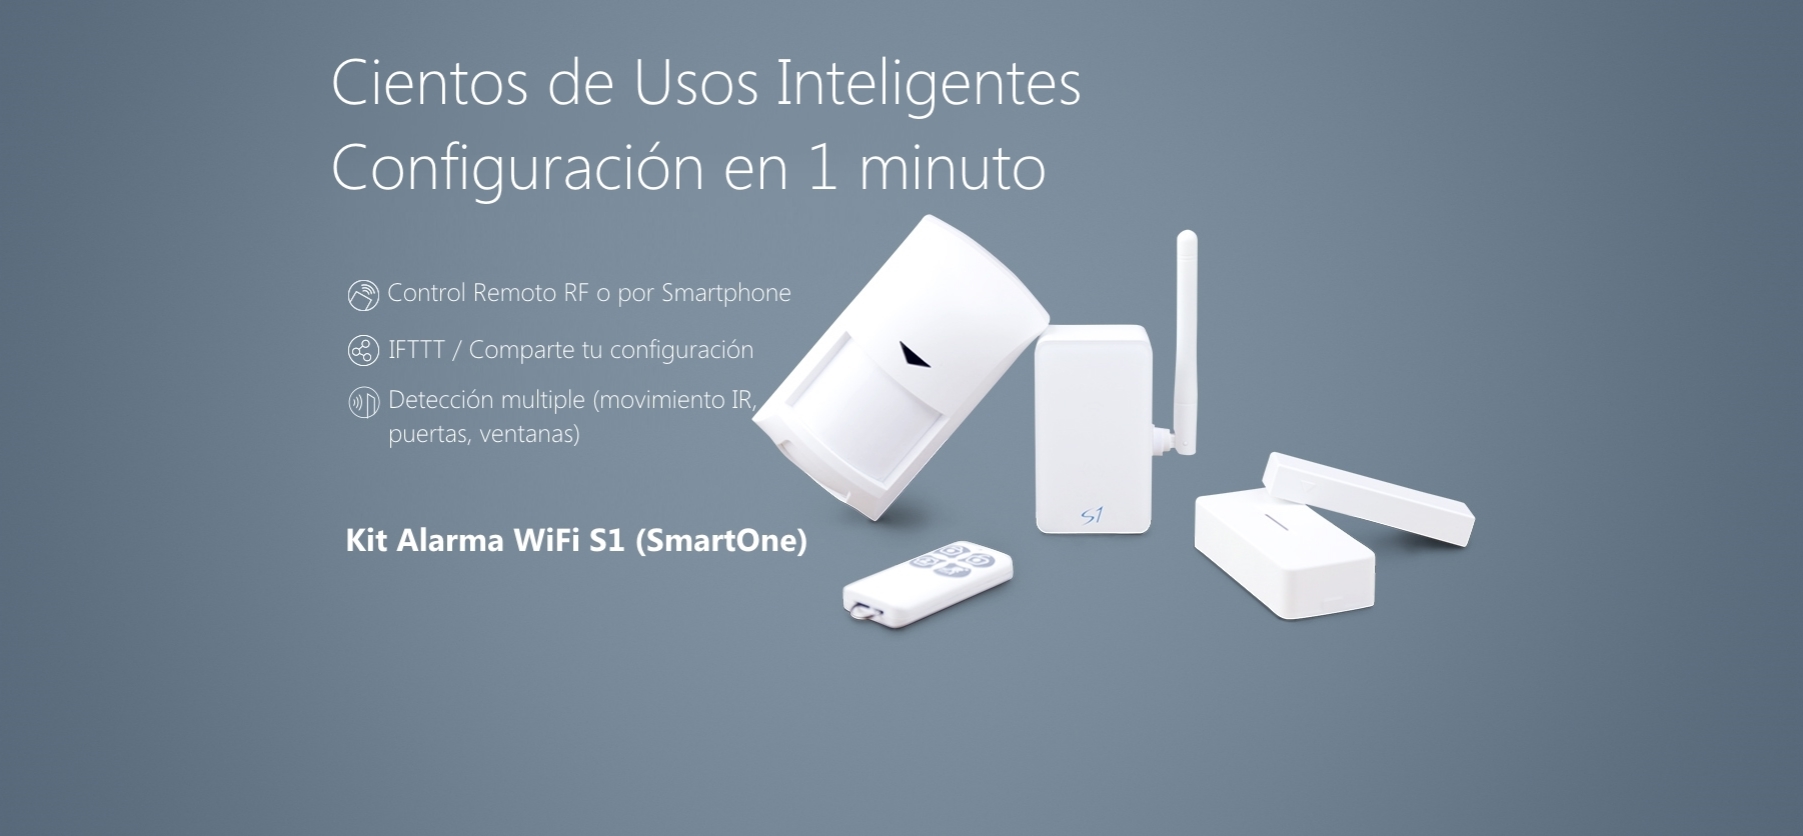 Cientos de Usos Inteligentes
Configuración en 1 minuto
Control Remoto RF o por Smartphone
IFTTT / Comparte tu configuración
Detección multiple (movimiento IR,
puertas, ventanas)
Kit Alarma WiFi S1 (SmartOne)
S1